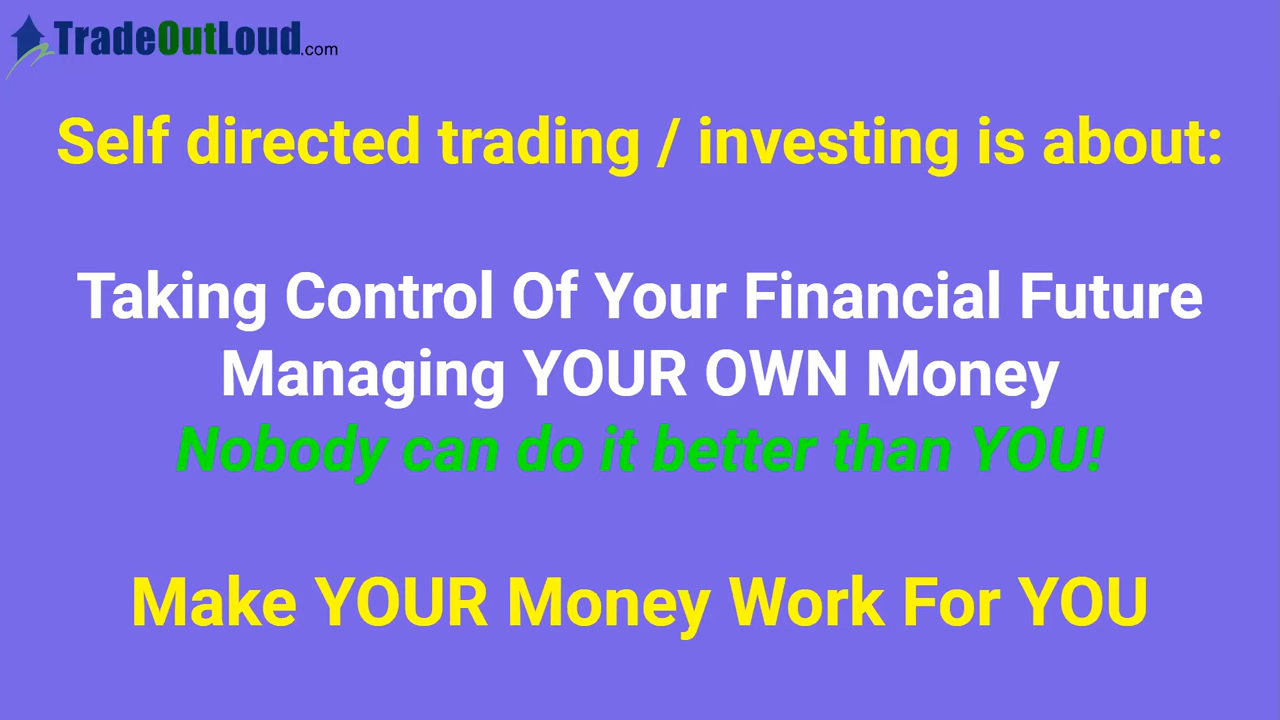 TradeOutLoud.com
Self directed trading / investing is about:
Taking Control Of Your Financial Future
Managing YOUR OWN Money
Nobody can do it better than YOU!
Make YOUR Money Work For YOU